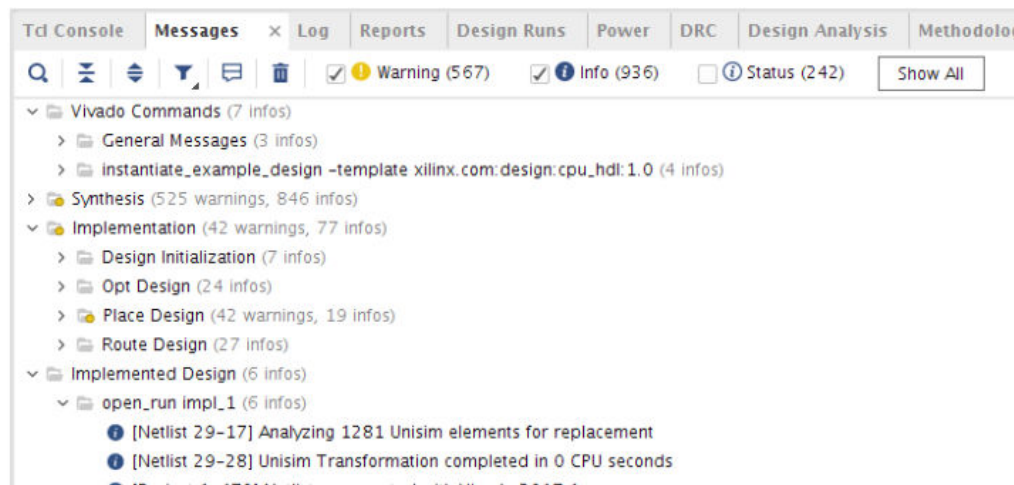 Tcl Console Messages × Log Reports Design Runs Power DRC Design Analysis
Warning (567) Info (936) Status (242) Show All
Vivado Commands (7 infos)
General Messages (3 infos)
instantiate_example_design -template xilinx.com:design:cpu_hdl:1.0 (4 infos)
Synthesis (525 warnings, 846 infos)
Implementation (42 warnings, 77 infos)
Design Initialization (7 infos)
Opt Design (24 infos)
Place Design (42 warnings, 19 infos)
Route Design (27 infos)
Implemented Design (6 infos)
open_run impl_1 (6 infos)
[Netlist 29-17] Analyzing 1281 Unisim elements for replacement
[Netlist 29-28] Unisim Transformation completed in 0 CPU seconds